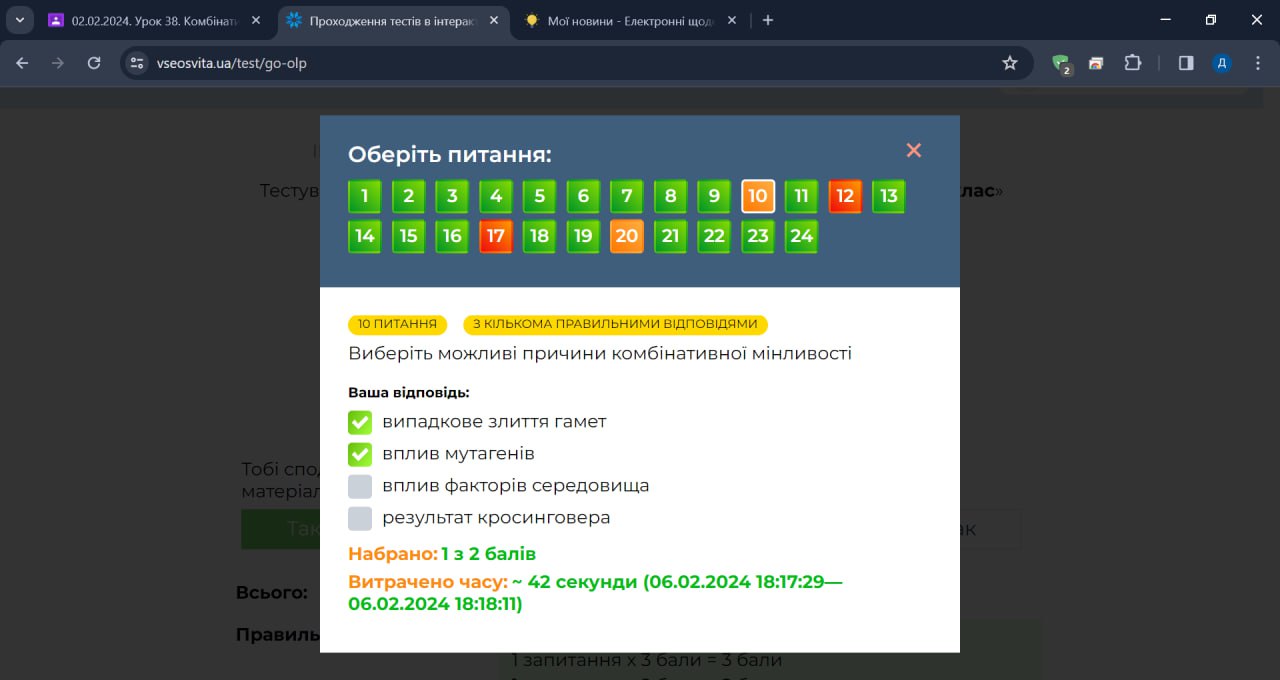 02.02.2024. Урок 38. Комбінати
Проходження тестів в інтерак
Мої новини - Електронні щод
vseosvita.ua/test/go-olp
2
Д
Тестув
клас»
Оберіть питання:
1 2 3 4 5 6 7 8 9 10 11 12 13
14 15 16 17 18 19 20 21 22 23 24
10 ПИТАННЯ З КІЛЬКОМА ПРАВИЛЬНИМИ ВІДПОВІДЯМИ
Виберіть можливі причини комбінативної мінливості
Ваша відповідь:
випадкове злиття гамет
вплив мутагенів
вплив факторів середовища
результат кросинговера
Набрано: 1 з 2 балів
Витрачено часу: ~ 42 секунди (06.02.2024 18:17:29—
06.02.2024 18:18:11)
Тобі спо
матеріал
Так
ак
Всього:
Правиль
1 запитання x 3 бали = 3 бали